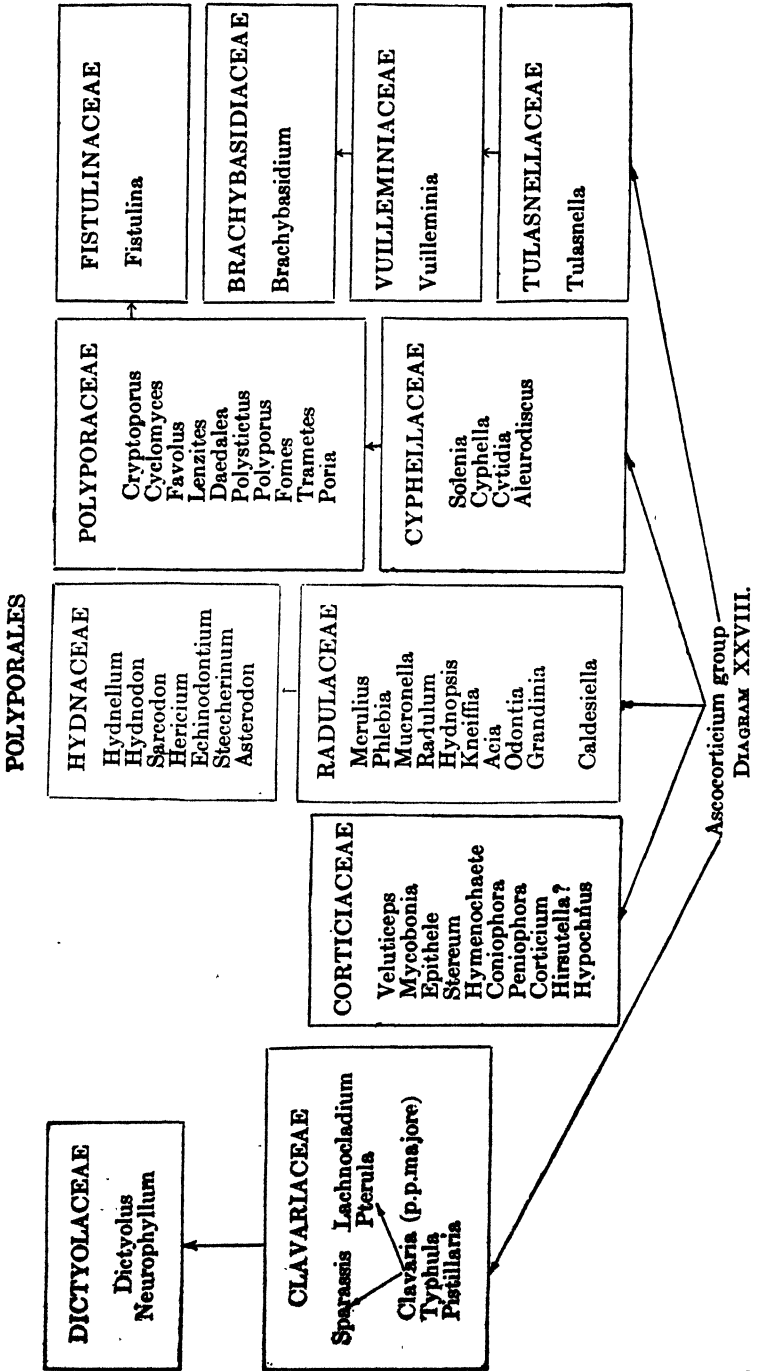 POLYPORALES
DICTYOLACEAE
Dictyolus
Neurophyllum
CLAVARIACEAE
Sparassis Lachnocladium
Pterula
Clavaria (p.p.majore)
Typhula
Pistillaria
CORTICIACEAE
Veluticeps
Mycobonia
Epithele
Stereum
Hymenochaete
Coniophora
Peniophora
Corticium
Hirsutella?
Hypochnus
HYDNACEAE
Hydnellum
Hydnodon
Sarcodon
Hericium
Echinodontium
Steccherinum
Asterodon
RADULACEAE
Merulius
Phlebia
Mucronella
Radulum
Hydnopsis
Kneiffia
Acia
Odontia
Grandinia
Caldesiella
POLYPORACEAE
Cryptoporus
Cyclomyces
Favolus
Lenzites
Daedalea
Polystictus
Polyporus
Fomes
Trametes
Poria
CYPHELLACEAE
Solenia
Cyphella
Cytidia
Aleurodiscus
FISTULINACEAE
Fistulina
BRACHYBASIDIACEAE
Brachybasidium
VUILLEMINIACEAE
Vuilleminia
TULASNELLACEAE
Tulasnella
Ascocorticium group
DIAGRAM XXVIII.